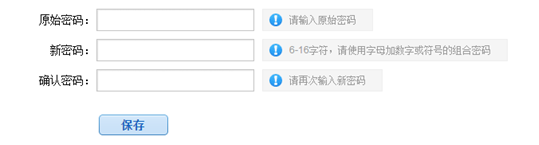 原始密码： 请输入原始密码
新密码： 6-16字符，请使用字母加数字或符号的组合密码
确认密码： 请再次输入新密码
保存